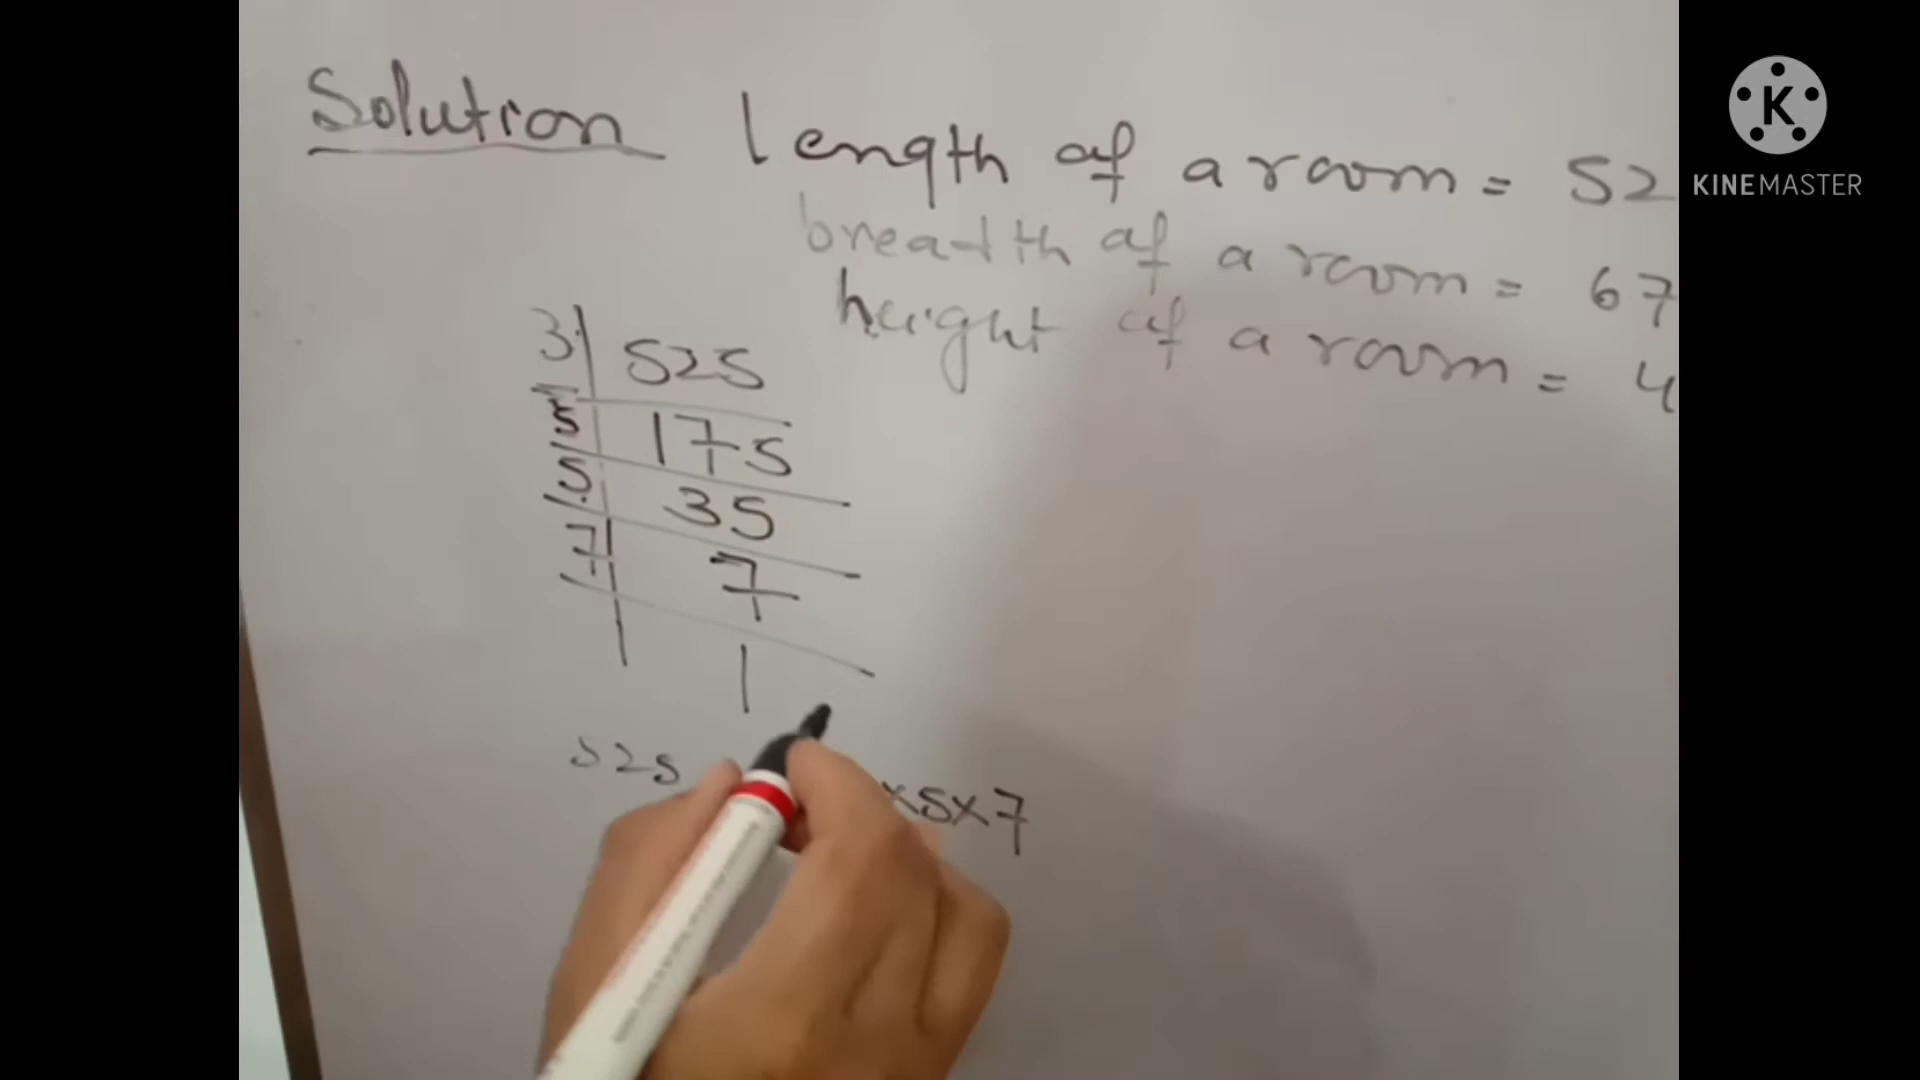 Solution length of a room = 52
breadth of a room = 67
height of a room = 4
3 525
5 175
5 35
7 7
1
525 ×5×7
K
KINEMASTER